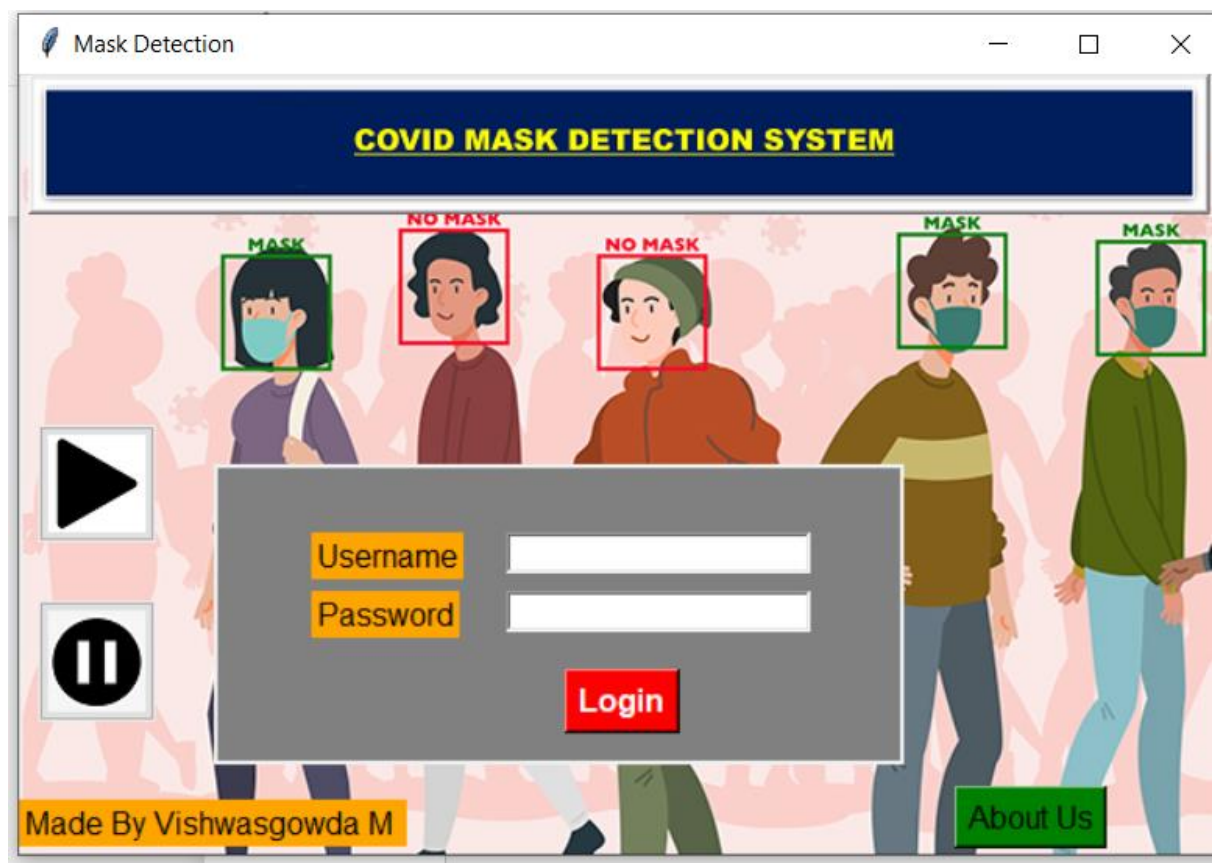 Mask Detection
COVID MASK DETECTION SYSTEM
MASK
NO MASK
NO MASK
MASK
MASK
Username
Password
Login
Made By Vishwasgowda M
About Us